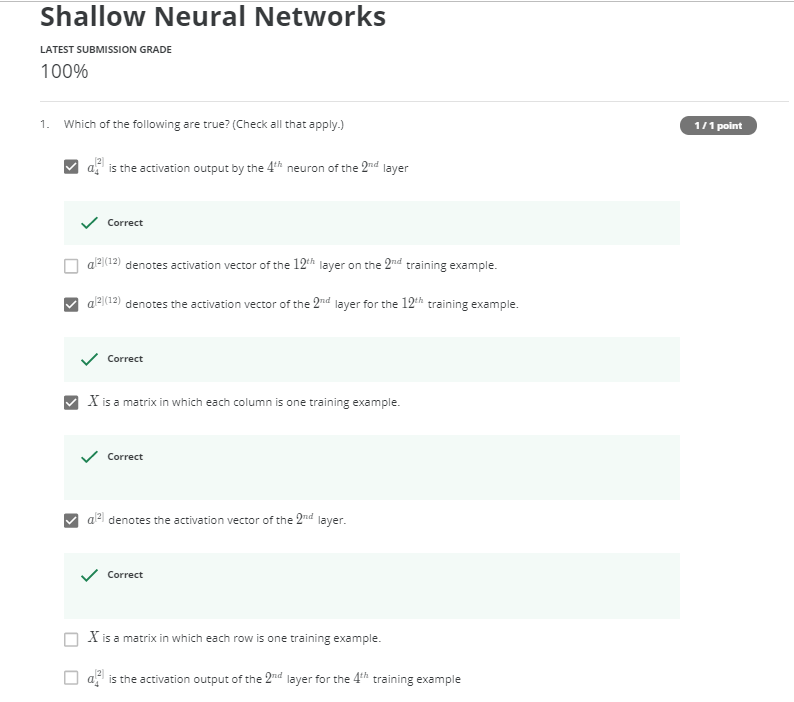 Shallow Neural Networks
LATEST SUBMISSION GRADE
100%
1. Which of the following are true? (Check all that apply.)
1 / 1 point
a₄^[2] is the activation output by the 4^th neuron of the 2^nd layer
Correct
a^[2](12) denotes activation vector of the 12^th layer on the 2^nd training example.
a^[2](12) denotes the activation vector of the 2^nd layer for the 12^th training example.
Correct
X is a matrix in which each column is one training example.
Correct
a^[2] denotes the activation vector of the 2^nd layer.
Correct
X is a matrix in which each row is one training example.
a₄^[2] is the activation output of the 2^nd layer for the 4^th training example